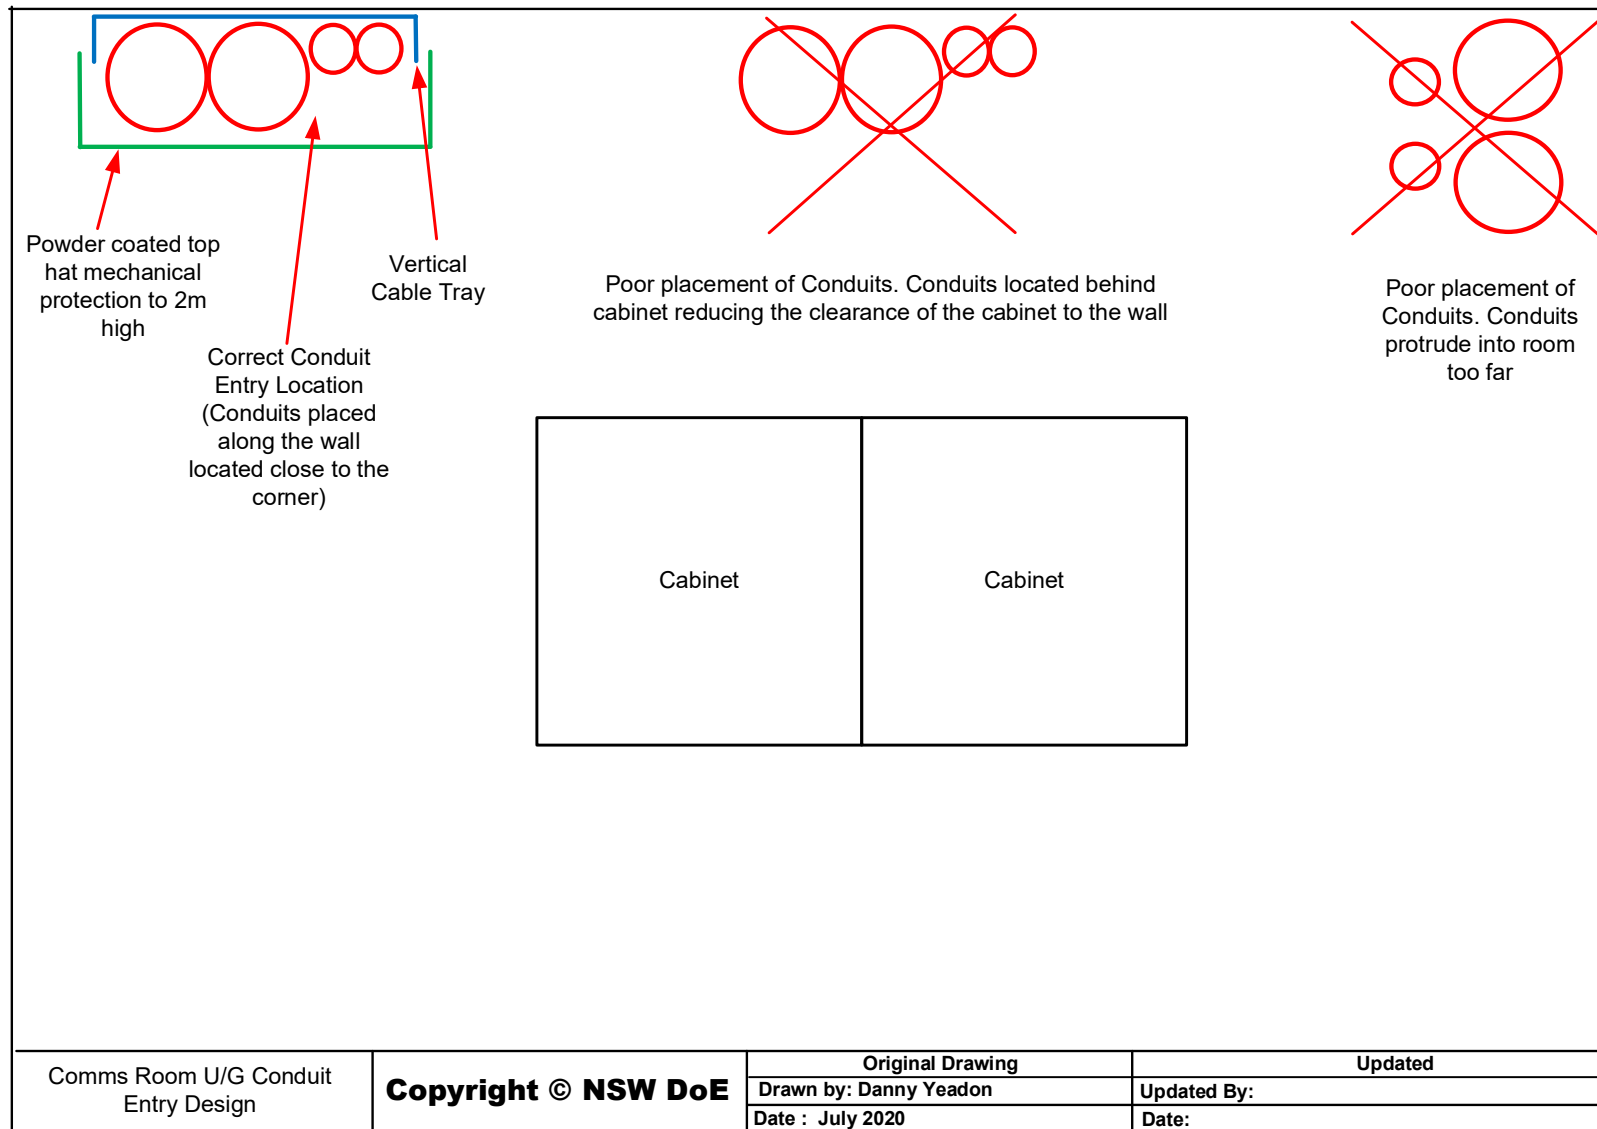 Powder coated top
hat mechanical
protection to 2m
high
Vertical
Cable Tray
Correct Conduit
Entry Location
(Conduits placed
along the wall
located close to the
corner)
Poor placement of Conduits. Conduits located behind
cabinet reducing the clearance of the cabinet to the wall
Poor placement of
Conduits. Conduits
protrude into room
too far
Cabinet
Cabinet
Comms Room U/G Conduit
Entry Design
Copyright © NSW DoE
Original Drawing
Drawn by: Danny Yeadon
Date : July 2020
Updated
Updated By:
Date: